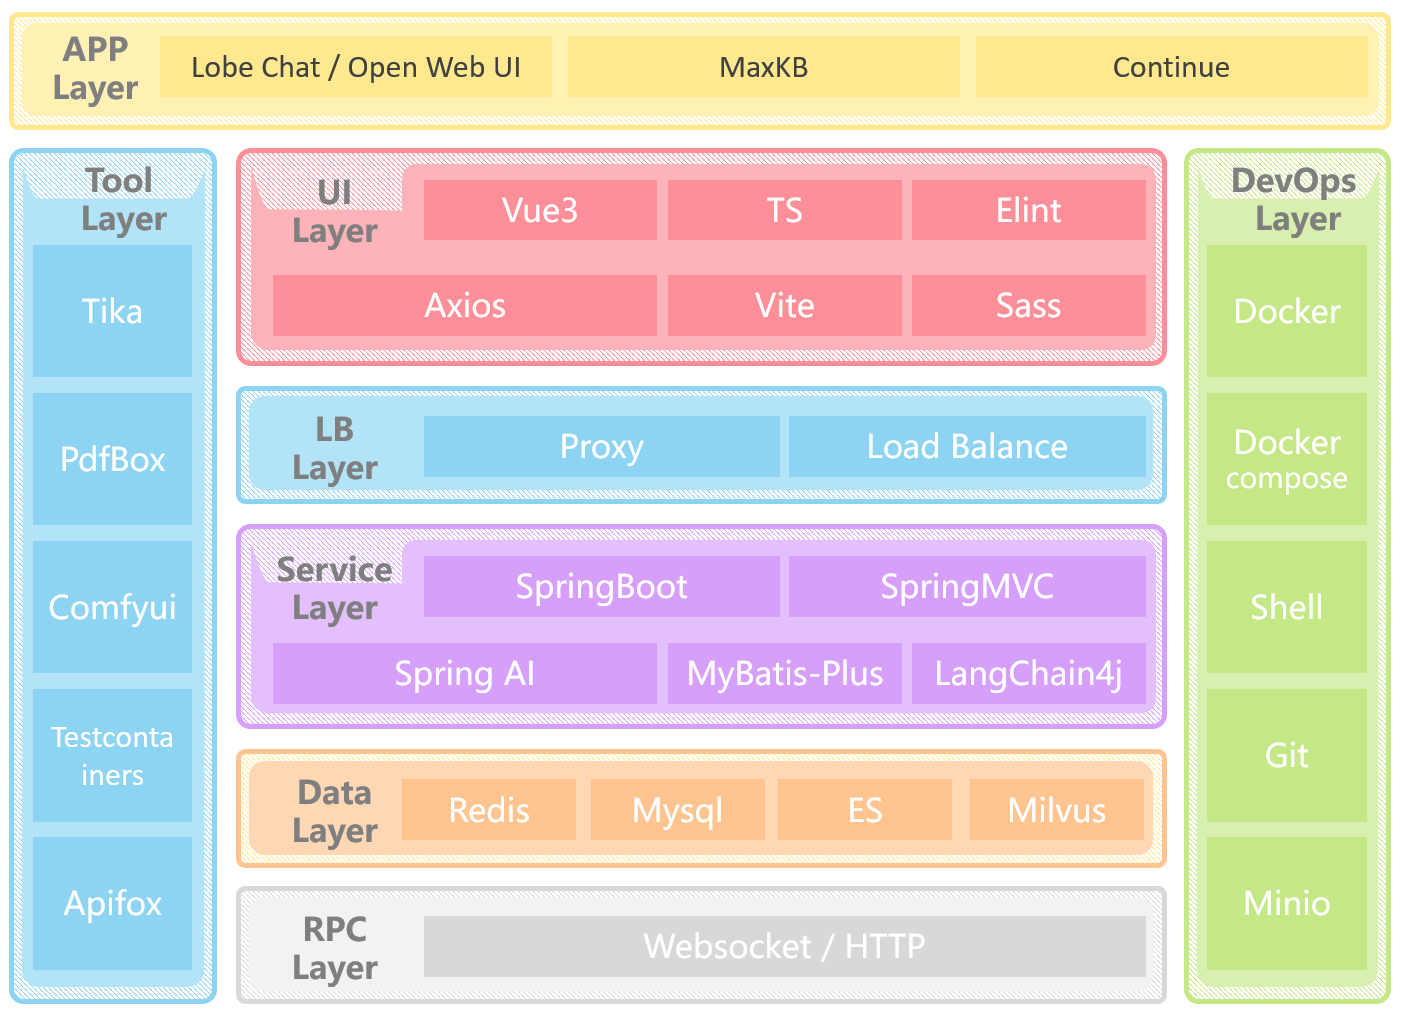 APP
Layer
Lobe Chat / Open Web UI
MaxKB
Continue
Tool
Layer
Tika
PdfBox
Comfyui
Testconta
iners
Apifox
UI
Layer
Vue3
TS
Elint
Axios
Vite
Sass
LB
Layer
Proxy
Load Balance
Service
Layer
SpringBoot
SpringMVC
Spring AI
MyBatis-Plus
LangChain4j
Data
Layer
Redis
Mysql
ES
Milvus
RPC
Layer
Websocket / HTTP
DevOps
Layer
Docker
Docker
compose
Shell
Git
Minio